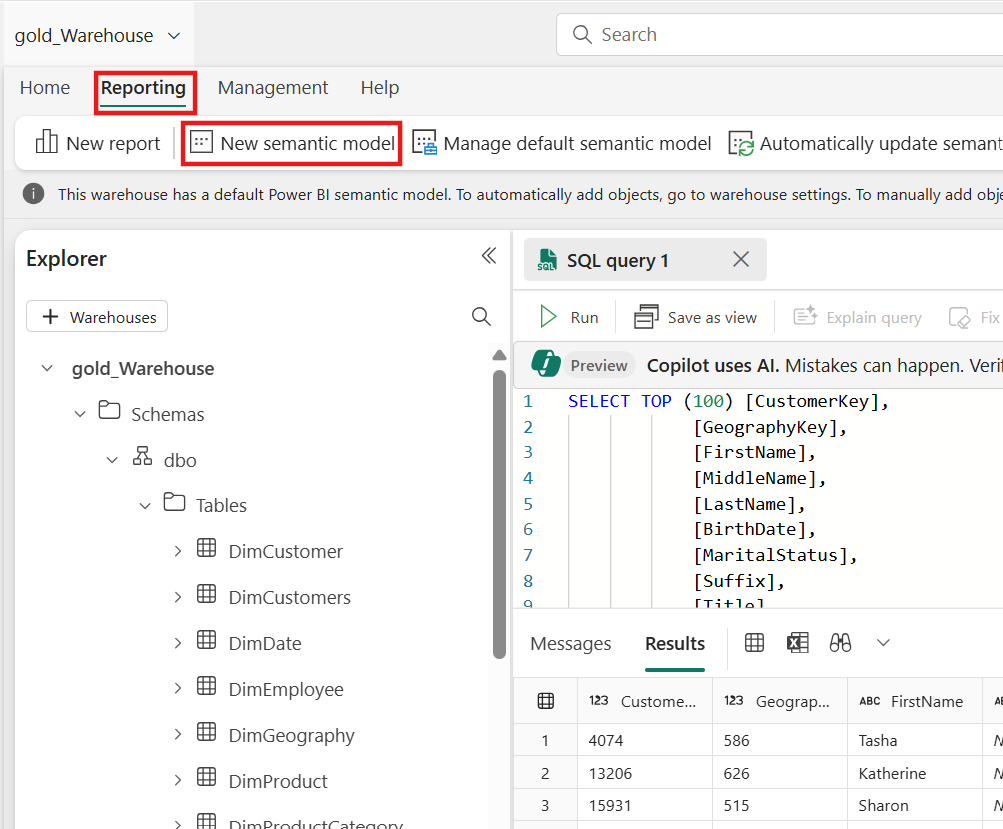 gold_Warehouse
Search
Home Reporting Management Help
New report New semantic model Manage default semantic model Automatically update semant
This warehouse has a default Power BI semantic model. To automatically add objects, go to warehouse settings. To manually add obje
Explorer
SQL query 1
+ Warehouses
Run Save as view Explain query Fix
gold_Warehouse
Preview Copilot uses AI. Mistakes can happen. Verif
Schemas
dbo
Tables
DimCustomer
DimCustomers
DimDate
DimEmployee
DimGeography
DimProduct
DimProductCategory
1 SELECT TOP (100) [CustomerKey],
2 [GeographyKey],
3 [FirstName],
4 [MiddleName],
5 [LastName],
6 [BirthDate],
7 [MaritalStatus],
8 [Suffix],
9 [Title]
Messages Results
123 Custome... 123 Geograp... ABC FirstName
1 4074 586 Tasha
2 13206 626 Katherine
3 15931 515 Sharon